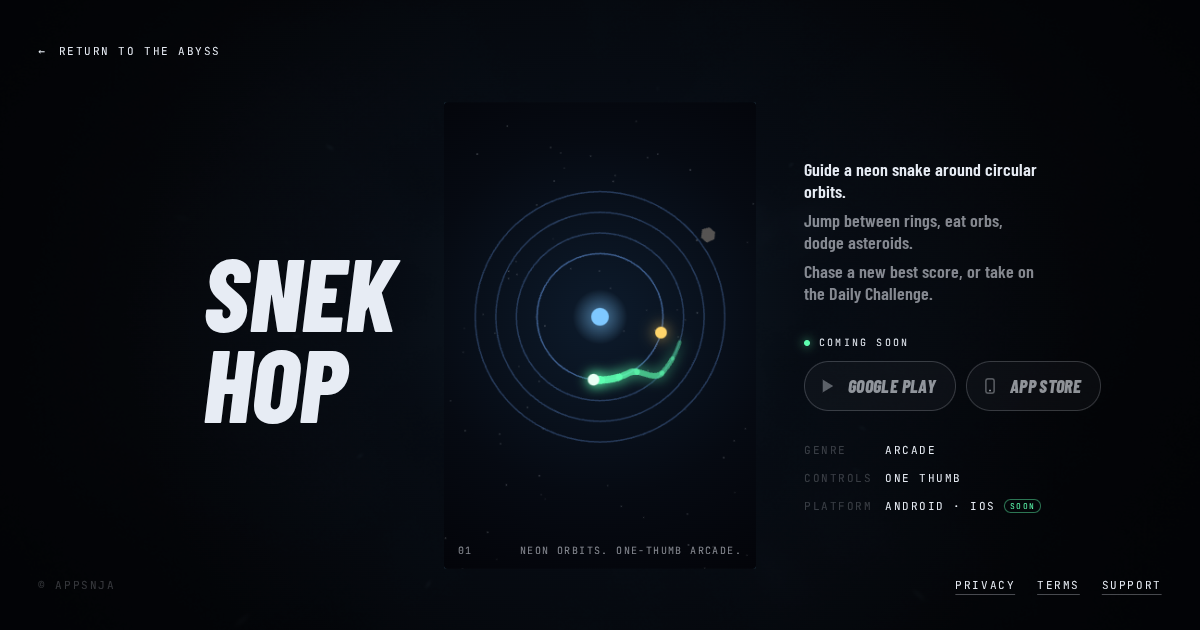 ← RETURN TO THE ABYSS
SNEK
HOP
01 NEON ORBITS. ONE-THUMB ARCADE.
Guide a neon snake around circular
orbits.
Jump between rings, eat orbs,
dodge asteroids.
Chase a new best score, or take on
the Daily Challenge.
COMING SOON
GOOGLE PLAY APP STORE
GENRE ARCADE
CONTROLS ONE THUMB
PLATFORM ANDROID · IOS SOON
© APPSNJA
PRIVACY TERMS SUPPORT